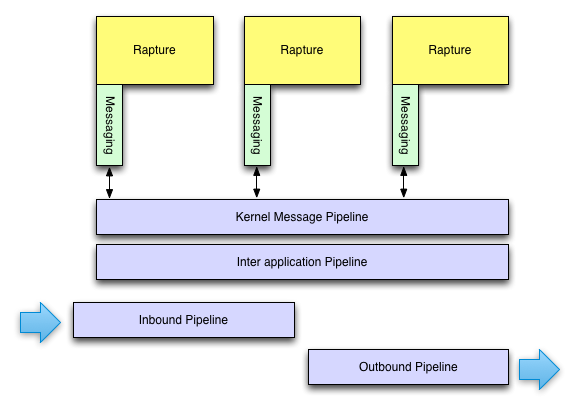 Rapture
Rapture
Rapture
Messaging
Messaging
Messaging
Kernel Message Pipeline
Inter application Pipeline
Inbound Pipeline
Outbound Pipeline